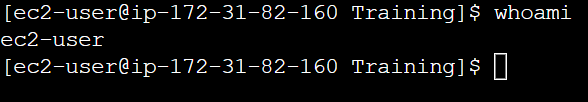 [ec2-user@ip-172-31-82-160 Training]$ whoami
ec2-user
[ec2-user@ip-172-31-82-160 Training]$